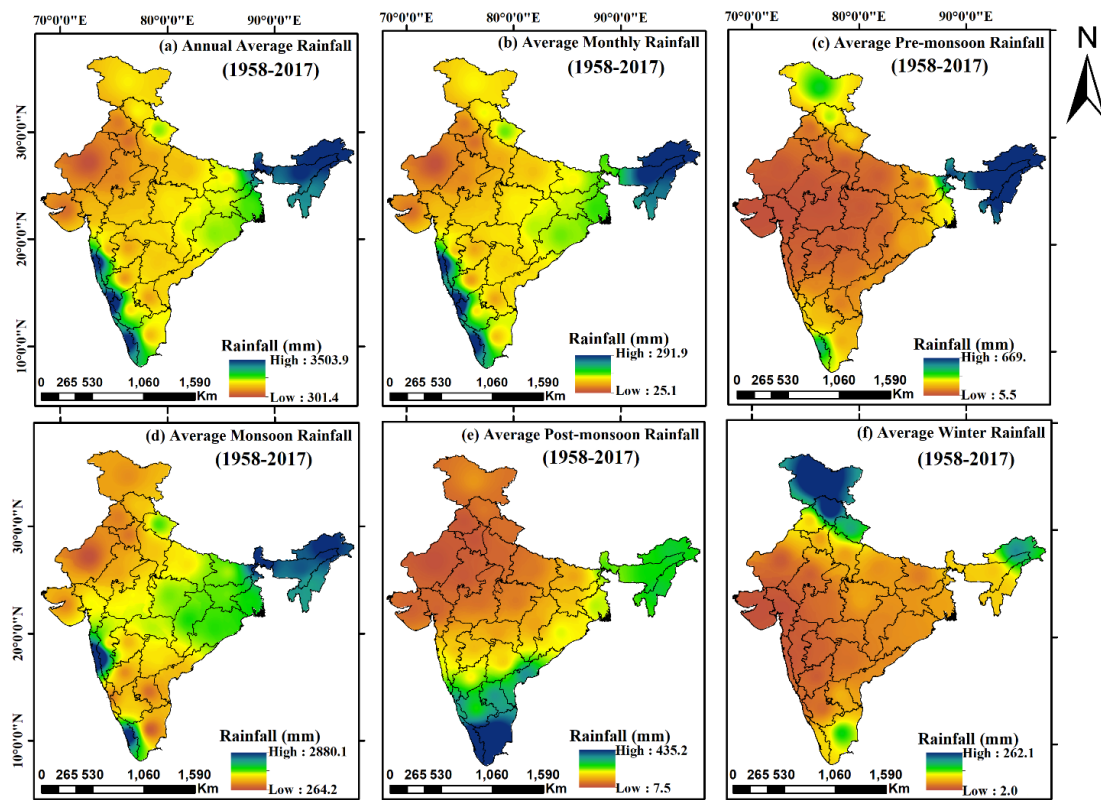 70°0'0"E 80°0'0"E 90°0'0"E 70°0'0"E 80°0'0"E 90°0'0"E 70°0'0"E 80°0'0"E 90°0'0"E
N
(a) Annual Average Rainfall
(1958-2017)
30°0'0"N
20°0'0"N
10°0'0"N
Rainfall (mm)
High : 3503.9
Low : 301.4
0 265 530 1,060 1,590
Km
(b) Average Monthly Rainfall
(1958-2017)
Rainfall (mm)
High : 291.9
Low : 25.1
0 265 530 1,060 1,590
Km
(c) Average Pre-monsoon Rainfall
(1958-2017)
Rainfall (mm)
High : 669.
Low : 5.5
0 265 530 1,060 1,590
Km
(d) Average Monsoon Rainfall
(1958-2017)
30°0'0"N
20°0'0"N
10°0'0"N
Rainfall (mm)
High : 2880.1
Low : 264.2
0 265 530 1,060 1,590
Km
(e) Average Post-monsoon Rainfall
(1958-2017)
Rainfall (mm)
High : 435.2
Low : 7.5
0 265 530 1,060 1,590
Km
(f) Average Winter Rainfall
(1958-2017)
Rainfall (mm)
High : 262.1
Low : 2.0
0 265 530 1,060 1,590
Km